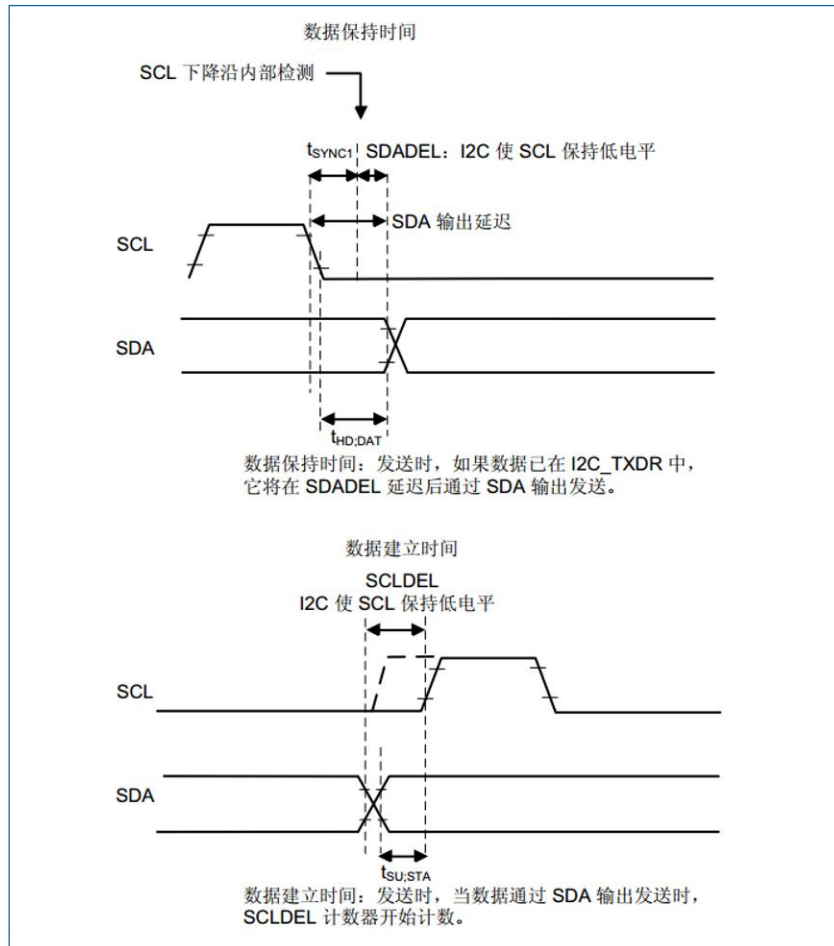 数据保持时间
SCL 下降沿内部检测
tSYNC1 SDADEL：I2C 使 SCL 保持低电平
SDA 输出延迟
SCL
SDA
tHD;DAT
数据保持时间：发送时，如果数据已在 I2C_TXDR 中，
它将在 SDADEL 延迟后通过 SDA 输出发送。
数据建立时间
SCLDEL
I2C 使 SCL 保持低电平
SCL
SDA
tSU;STA
数据建立时间：发送时，当数据通过 SDA 输出发送时，
SCLDEL 计数器开始计数。